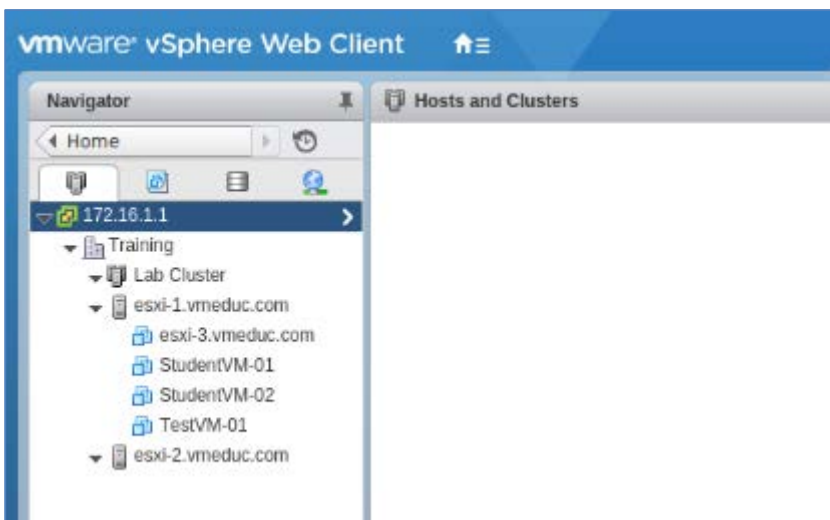 vmware® vSphere Web Client
Navigator
Hosts and Clusters
Home
172.16.1.1
Training
Lab Cluster
esxi-1.vmeduc.com
esxi-3.vmeduc.com
StudentVM-01
StudentVM-02
TestVM-01
esxi-2.vmeduc.com